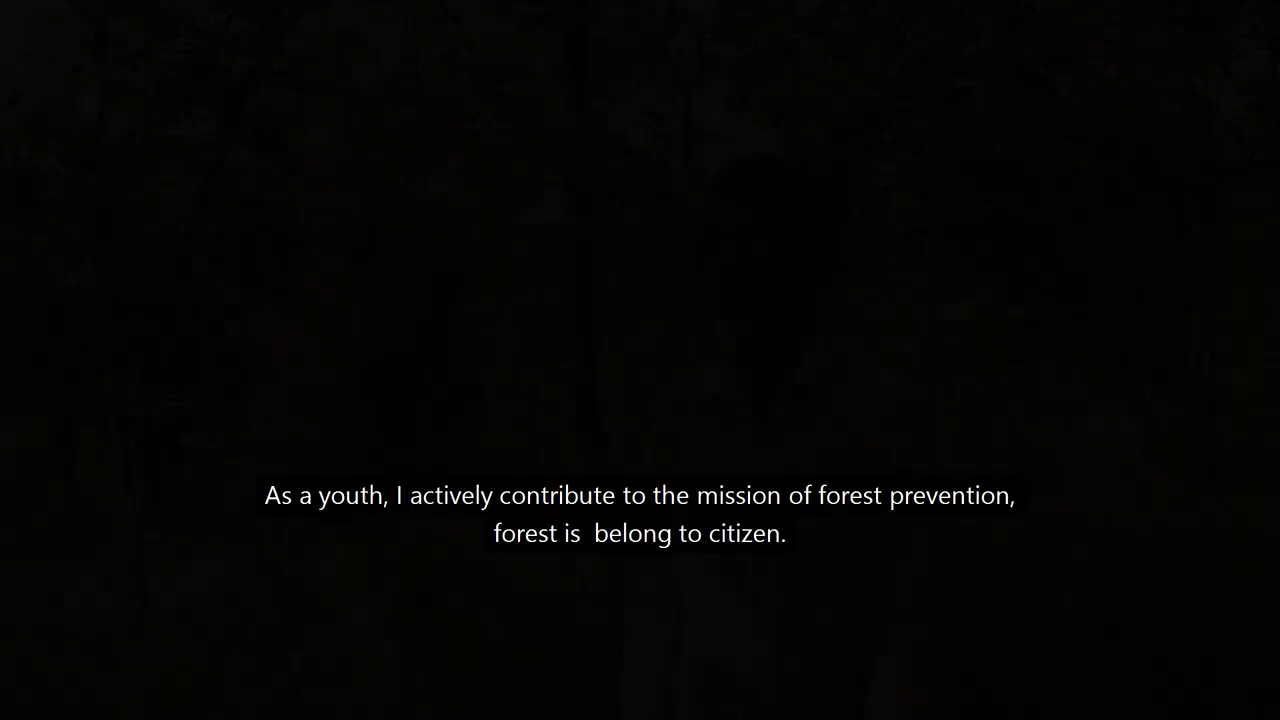 As a youth, I actively contribute to the mission of forest prevention,
forest is  belong to citizen.